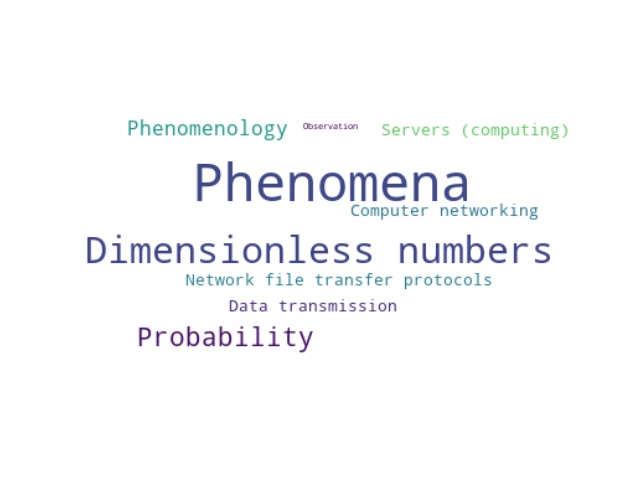 Phenomenology Observation Servers (computing)
Phenomena
Computer networking
Dimensionless numbers
Network file transfer protocols
Data transmission
Probability